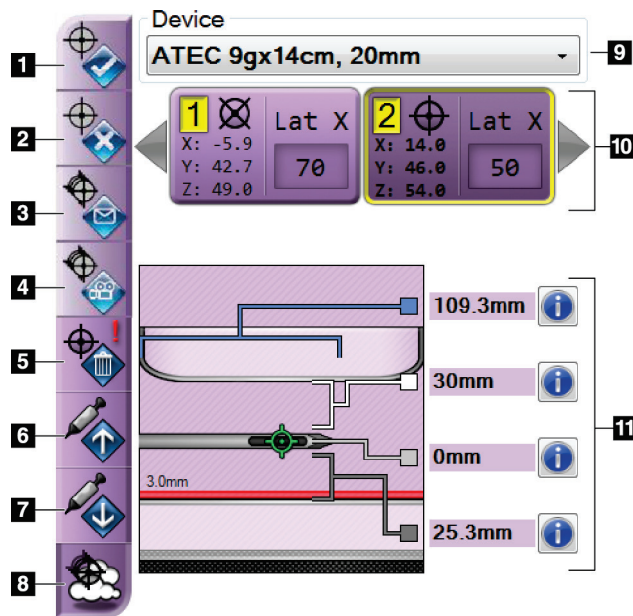 Device
1
ATEC 9gx14cm, 20mm
9
2
1
Lat X
X: -5.9
Y: 42.7
Z: 49.0
70
2
Lat X
X: 14.0
Y: 46.0
Z: 54.0
50
10
3
4
109.3mm
5
!
30mm
6
0mm
11
3.0mm
7
25.3mm
8